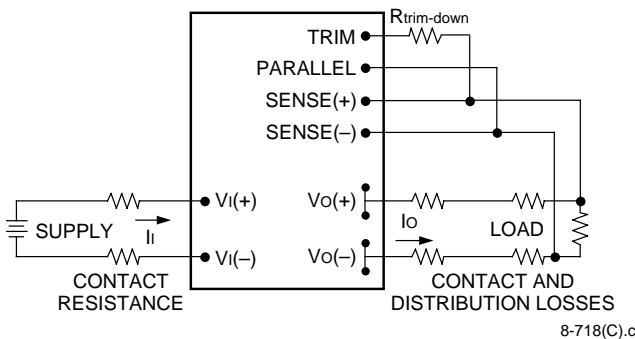 Rtrim-down
TRIM
PARALLEL
SENSE(+)
SENSE(–)
VI(+)
VO(+)
SUPPLY
II
IO
LOAD
VI(–)
VO(–)
CONTACT
RESISTANCE
CONTACT AND
DISTRIBUTION LOSSES
8-718(C).c